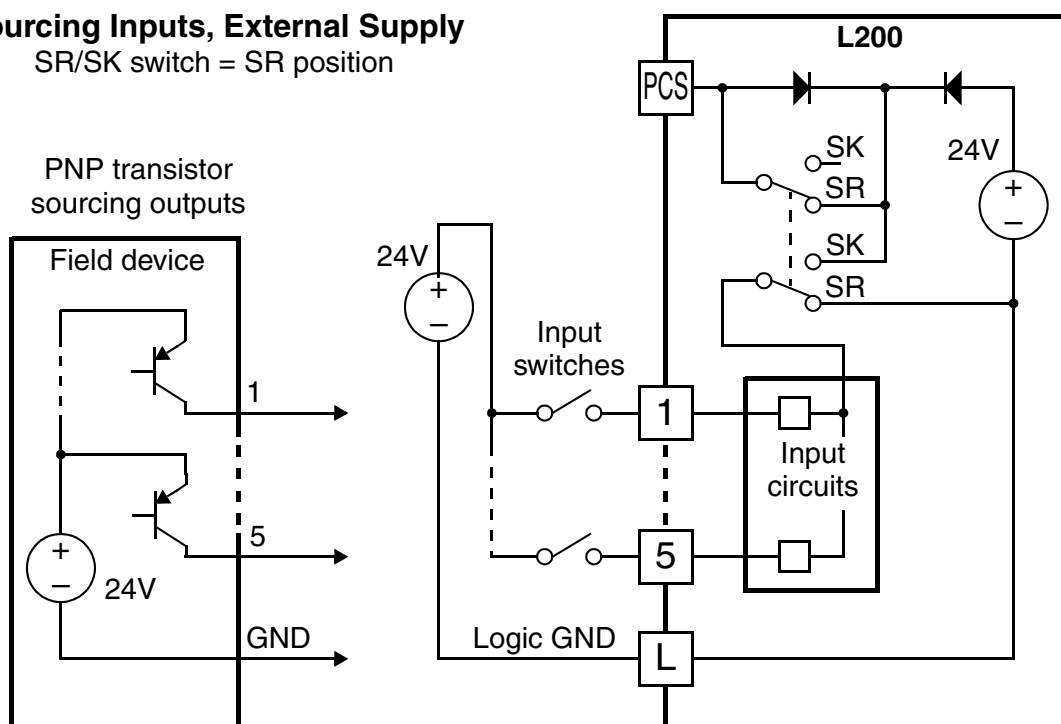 ourcing Inputs, External Supply
SR/SK switch = SR position
L200
PCS
SK
SR
24V
+
–
SK
SR
PNP transistor
sourcing outputs
Field device
1
5
+
–
24V
GND
24V
+
–
Input
switches
1
5
Input
circuits
Logic GND
L